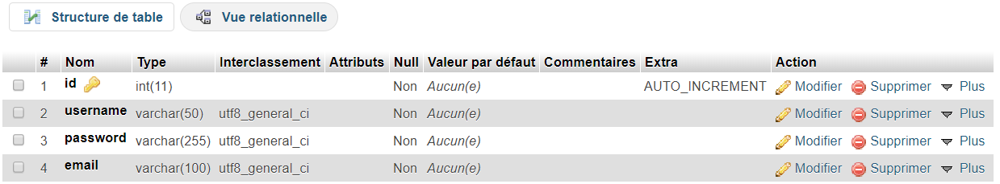 Structure de table Vue relationnelle
# Nom Type Interclassement Attributs Null Valeur par défaut Commentaires Extra Action
1 id int(11) Non Aucun(e) AUTO_INCREMENT Modifier Supprimer Plus
2 username varchar(50) utf8_general_ci Non Aucun(e) Modifier Supprimer Plus
3 password varchar(255) utf8_general_ci Non Aucun(e) Modifier Supprimer Plus
4 email varchar(100) utf8_general_ci Non Aucun(e) Modifier Supprimer Plus